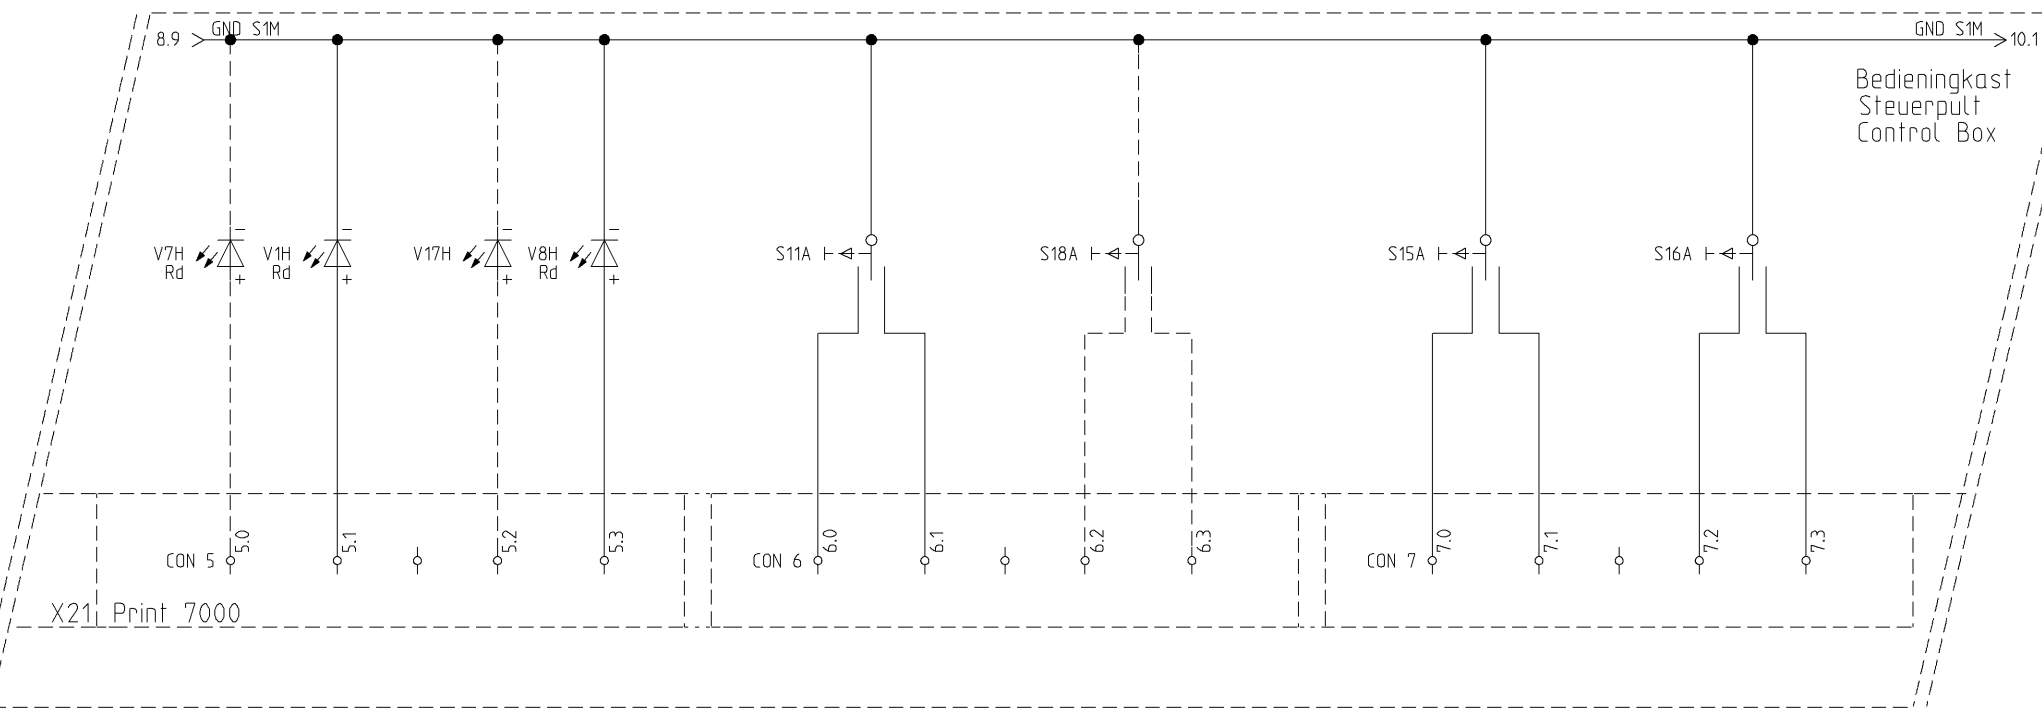 8.9
GND S1M
GND S1M
10.1
Bedieningkast
Steuerpult
Control Box
V7H
Rd
V1H
Rd
V17H
V8H
Rd
S11A
S18A
S15A
S16A
- + - + - + - +
5.0
5.1
5.2
5.3
6.0
6.1
6.2
6.3
7.0
7.1
7.2
7.3
CON 5
CON 6
CON 7
X21 Print 7000